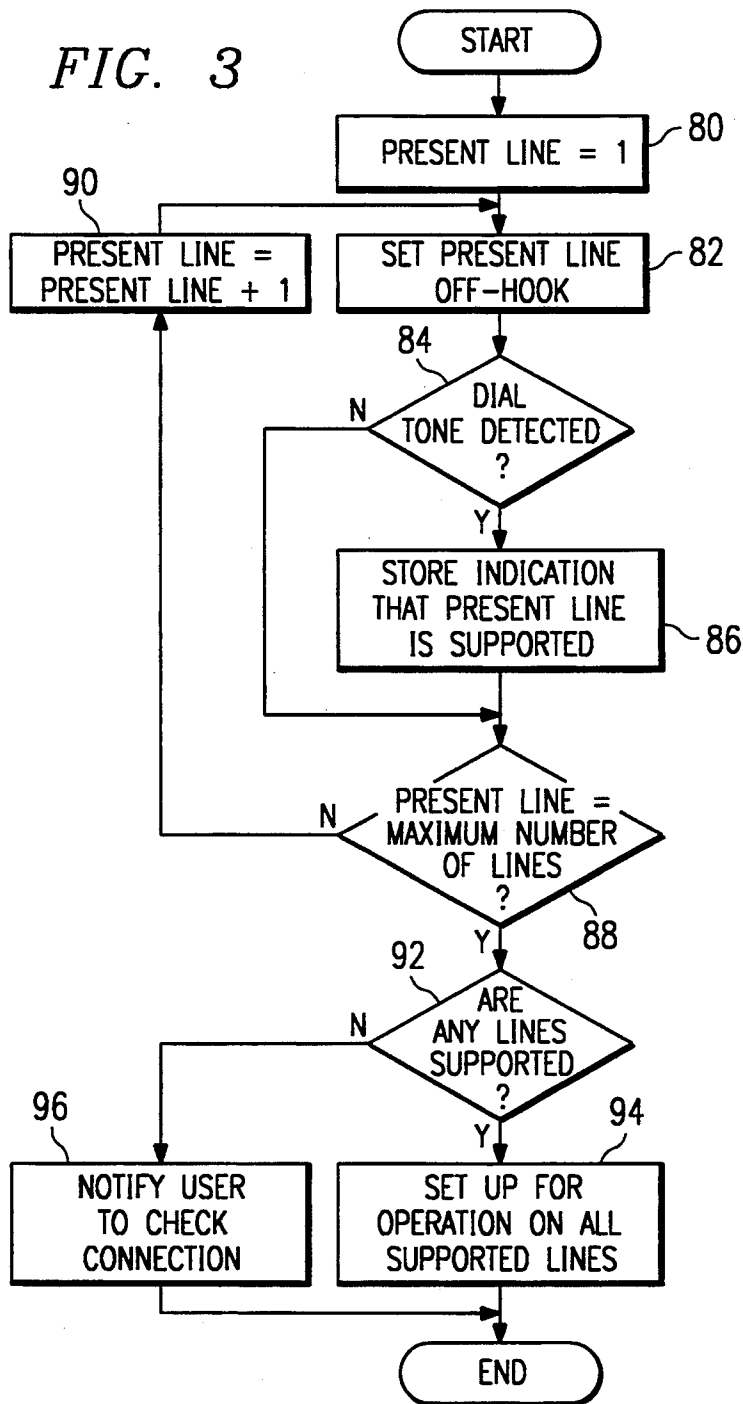 FIG. 3
START
PRESENT LINE = 1
80
90
PRESENT LINE =
PRESENT LINE + 1
SET PRESENT LINE
OFF-HOOK
82
84
DIAL
TONE DETECTED
?
N
Y
STORE INDICATION
THAT PRESENT LINE
IS SUPPORTED
86
PRESENT LINE =
MAXIMUM NUMBER
OF LINES
?
N
88
Y
92
ARE
ANY LINES
SUPPORTED
?
N
Y
96
NOTIFY USER
TO CHECK
CONNECTION
94
SET UP FOR
OPERATION ON ALL
SUPPORTED LINES
END